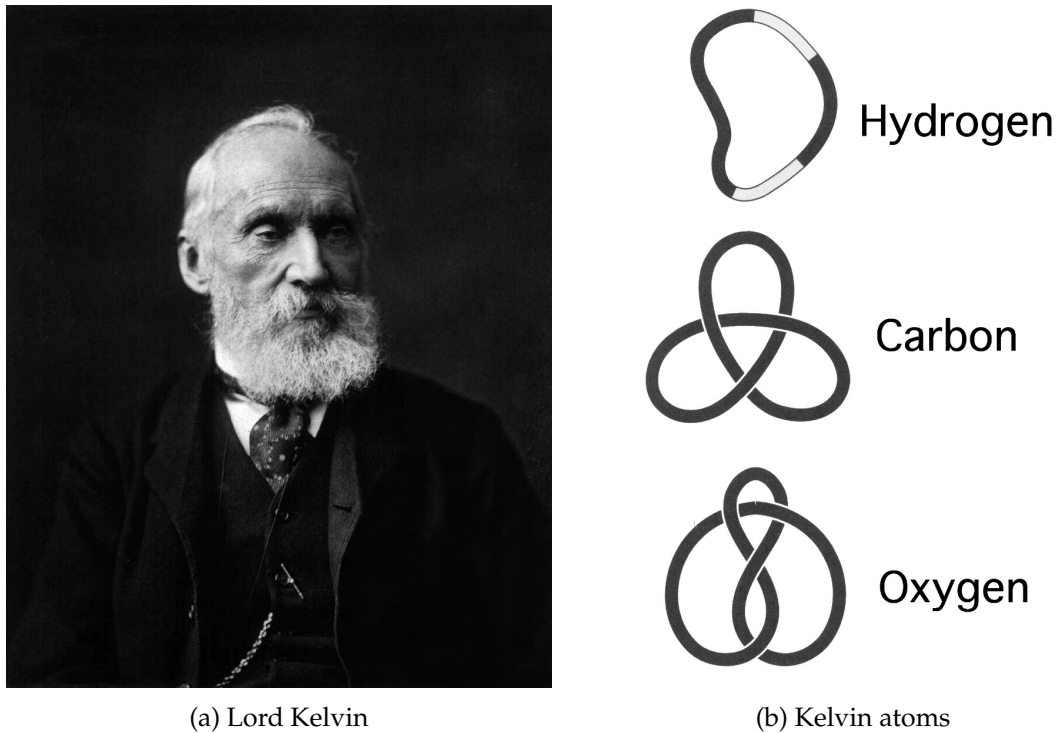 Hydrogen
Carbon
Oxygen
(a) Lord Kelvin
(b) Kelvin atoms